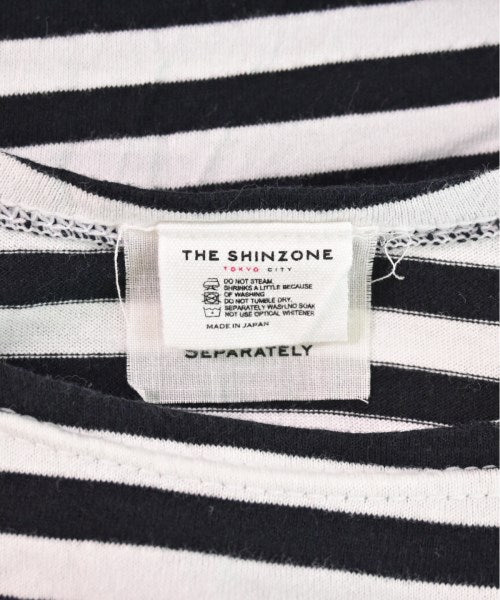 THE SHINZONE
TOKYO CITY
DO NOT STEAM.
SHRINKS A LITTLE BECAUSE
OF WASHING
DO NOT TUMBLE DRY.
SEPARATELY WASH.NO SOAK
NOT USE OPTICAL WHITENER
MADE IN JAPAN
SEPARATELY